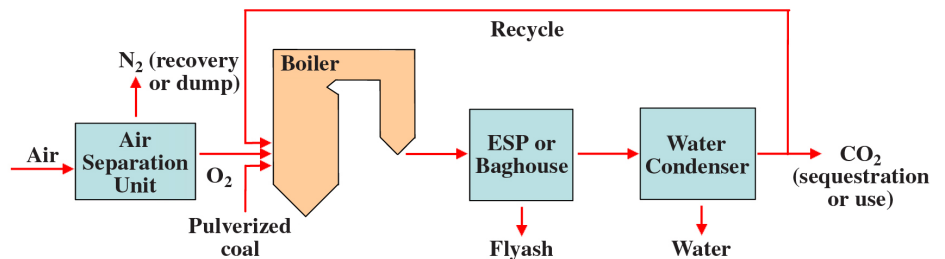 Recycle
N2 (recovery
or dump)
Boiler
Air
Air
Separation
Unit
O2
Pulverized
coal
ESP or
Baghouse
Flyash
Water
Condenser
Water
CO2
(sequestration
or use)